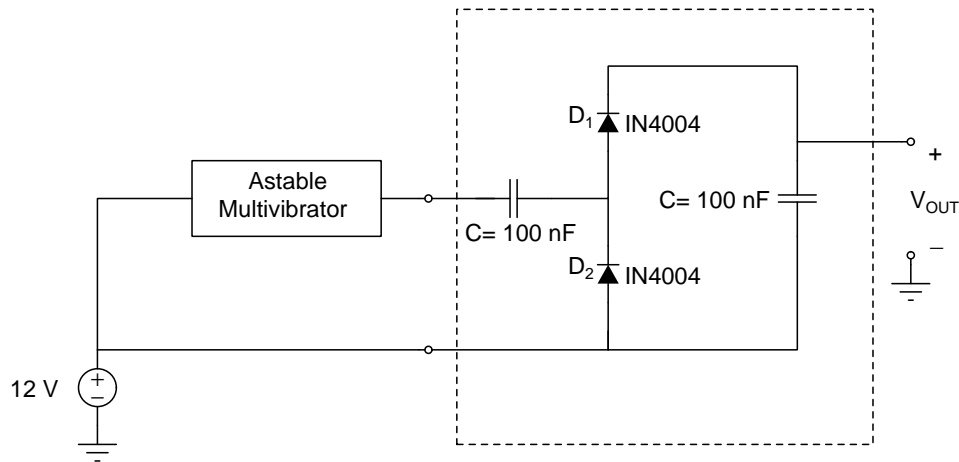 D1 IN4004
Astable
Multivibrator
C= 100 nF
C= 100 nF
+
VOUT
−
D2 IN4004
12 V
+
−